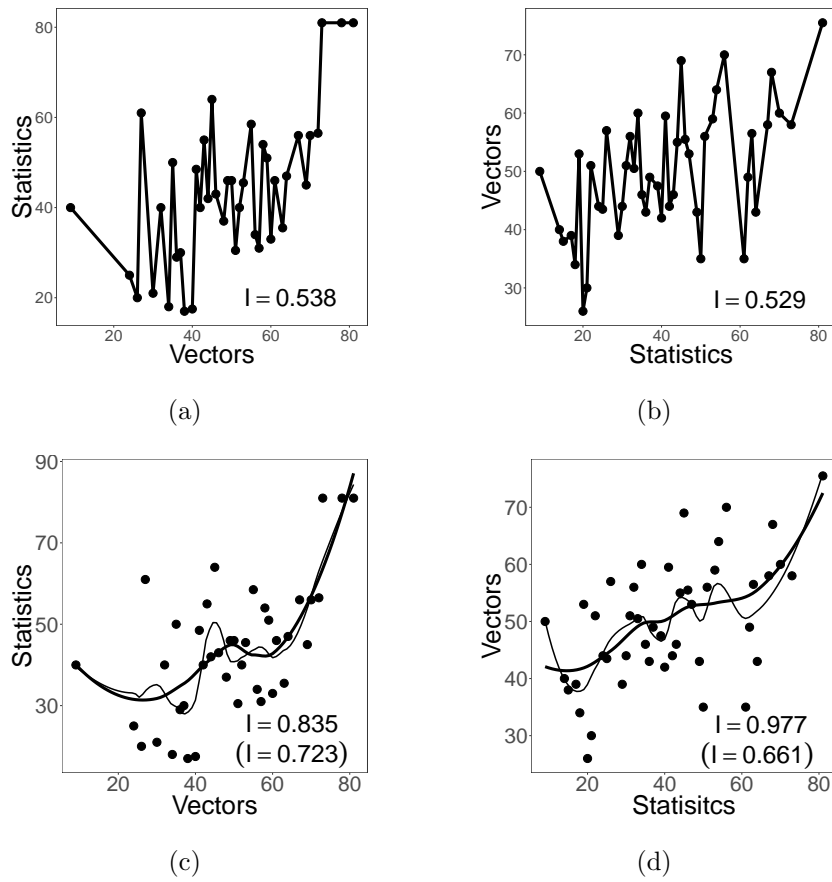 80
60
40
20
Statistics
I = 0.538
20 40 60 80
Vectors
(a)
70
60
50
40
30
Vectors
I = 0.529
20 40 60 80
Statistics
(b)
90
70
50
30
Statistics
I = 0.835
(I = 0.723)
20 40 60 80
Vectors
(c)
70
60
50
40
30
Vectors
I = 0.977
(I = 0.661)
20 40 60 80
Statisitcs
(d)